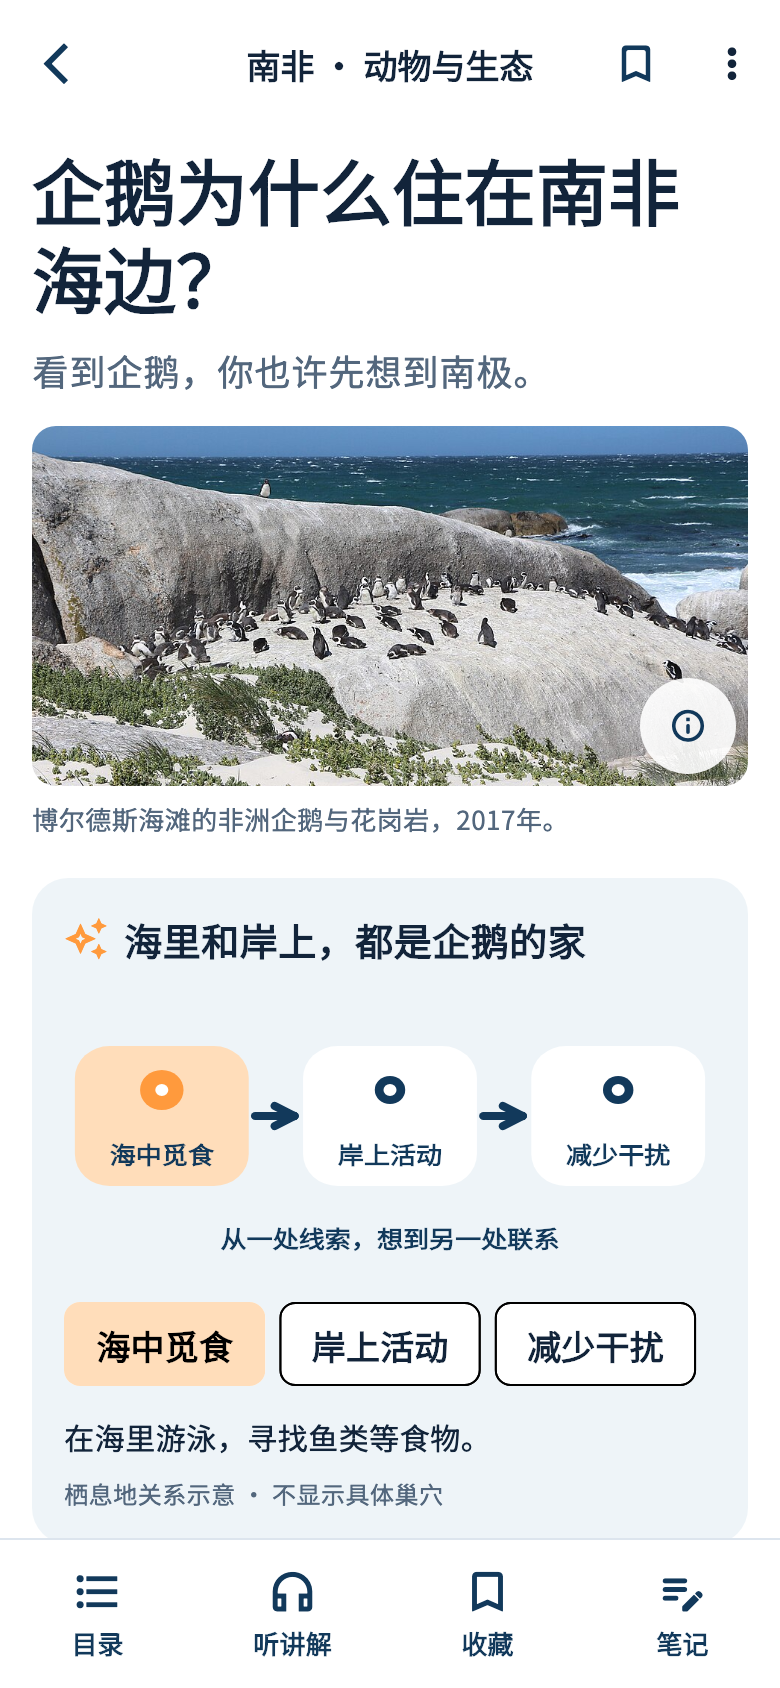 南非 · 动物与生态
企鹅为什么住在南非
海边?
看到企鹅，你也许先想到南极。
博尔德斯海滩的非洲企鹅与花岗岩，2017年。
海里和岸上，都是企鹅的家
海中觅食
岸上活动
减少干扰
从一处线索，想到另一处联系
海中觅食
岸上活动
减少干扰
在海里游泳，寻找鱼类等食物。
栖息地关系示意 · 不显示具体巢穴
目录
听讲解
收藏
笔记